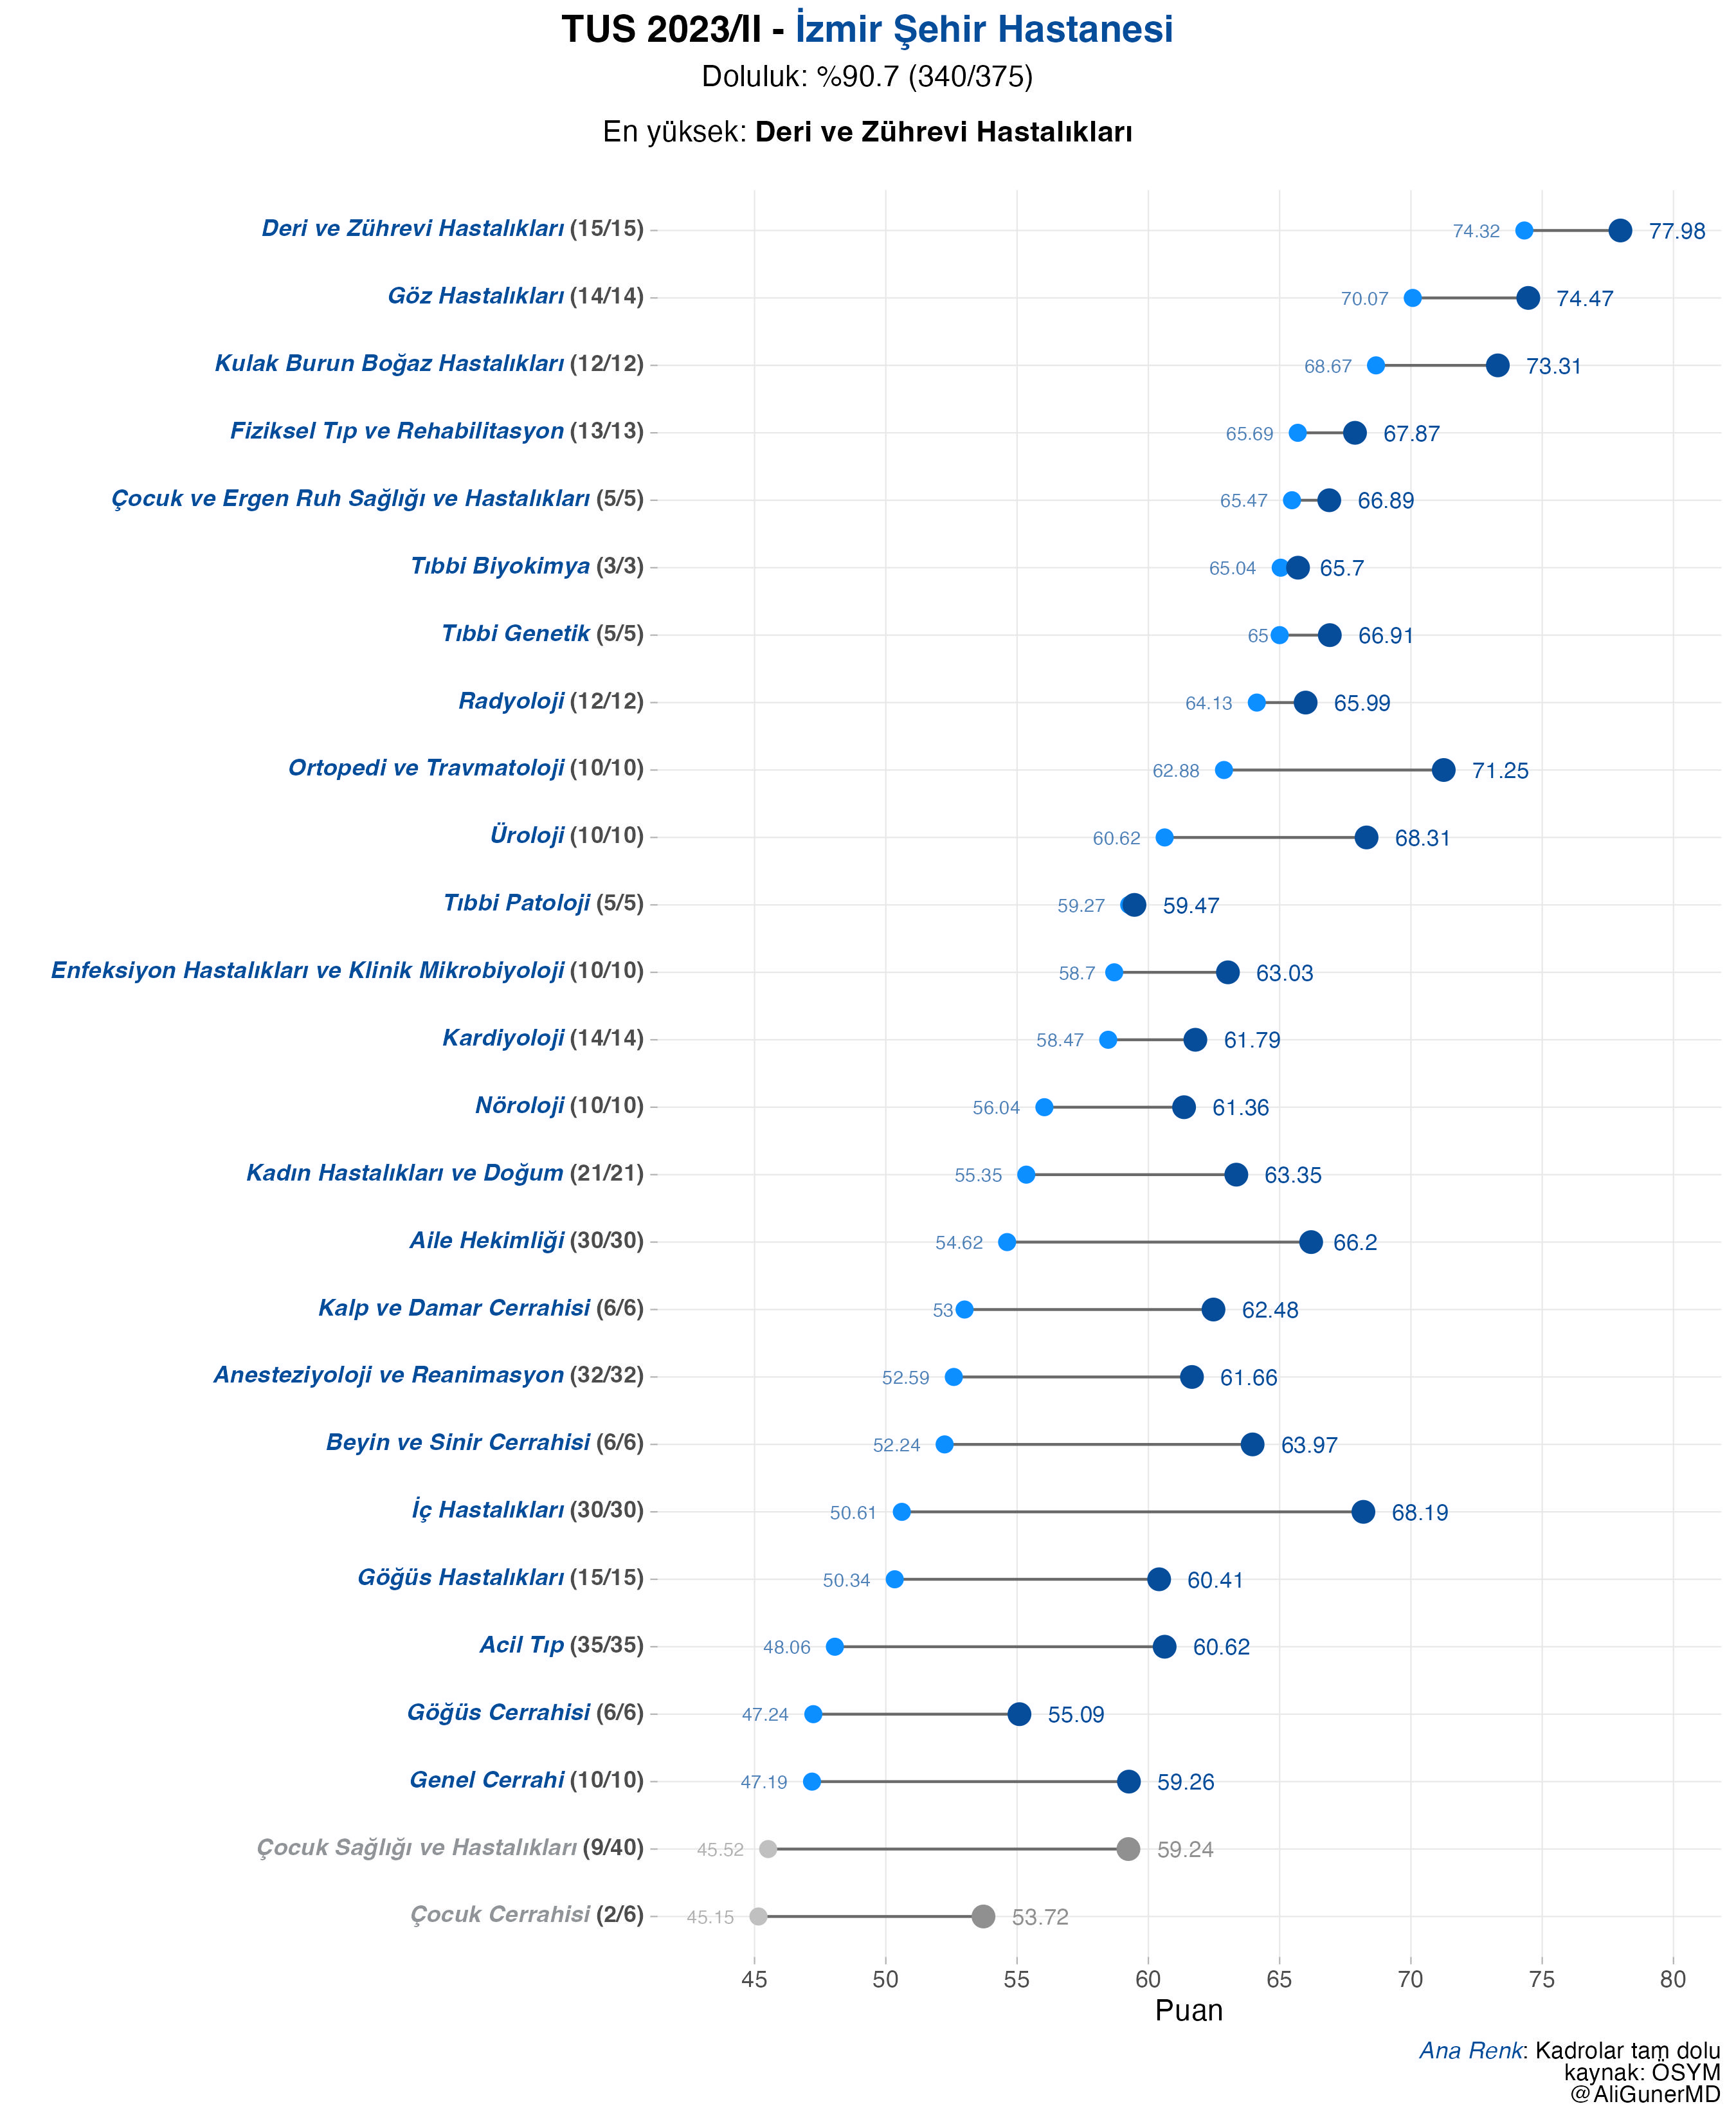 TUS 2023/II - İzmir Şehir Hastanesi
Doluluk: %90.7 (340/375)
En yüksek: Deri ve Zührevi Hastalıkları
Deri ve Zührevi Hastalıkları (15/15) 74.32 77.98
Göz Hastalıkları (14/14) 70.07 74.47
Kulak Burun Boğaz Hastalıkları (12/12) 68.67 73.31
Fiziksel Tıp ve Rehabilitasyon (13/13) 65.69 67.87
Çocuk ve Ergen Ruh Sağlığı ve Hastalıkları (5/5) 65.47 66.89
Tıbbi Biyokimya (3/3) 65.04 65.7
Tıbbi Genetik (5/5) 65 66.91
Radyoloji (12/12) 64.13 65.99
Ortopedi ve Travmatoloji (10/10) 62.88 71.25
Üroloji (10/10) 60.62 68.31
Tıbbi Patoloji (5/5) 59.27 59.47
Enfeksiyon Hastalıkları ve Klinik Mikrobiyoloji (10/10) 58.7 63.03
Kardiyoloji (14/14) 58.47 61.79
Nöroloji (10/10) 56.04 61.36
Kadın Hastalıkları ve Doğum (21/21) 55.35 63.35
Aile Hekimliği (30/30) 54.62 66.2
Kalp ve Damar Cerrahisi (6/6) 53 62.48
Anesteziyoloji ve Reanimasyon (32/32) 52.59 61.66
Beyin ve Sinir Cerrahisi (6/6) 52.24 63.97
İç Hastalıkları (30/30) 50.61 68.19
Göğüs Hastalıkları (15/15) 50.34 60.41
Acil Tıp (35/35) 48.06 60.62
Göğüs Cerrahisi (6/6) 47.24 55.09
Genel Cerrahi (10/10) 47.19 59.26
Çocuk Sağlığı ve Hastalıkları (9/40) 45.52 59.24
Çocuk Cerrahisi (2/6) 45.15 53.72
45 50 55 60 65 70 75 80
Puan
Ana Renk: Kadrolar tam dolu
kaynak: ÖSYM
@AliGunerMD